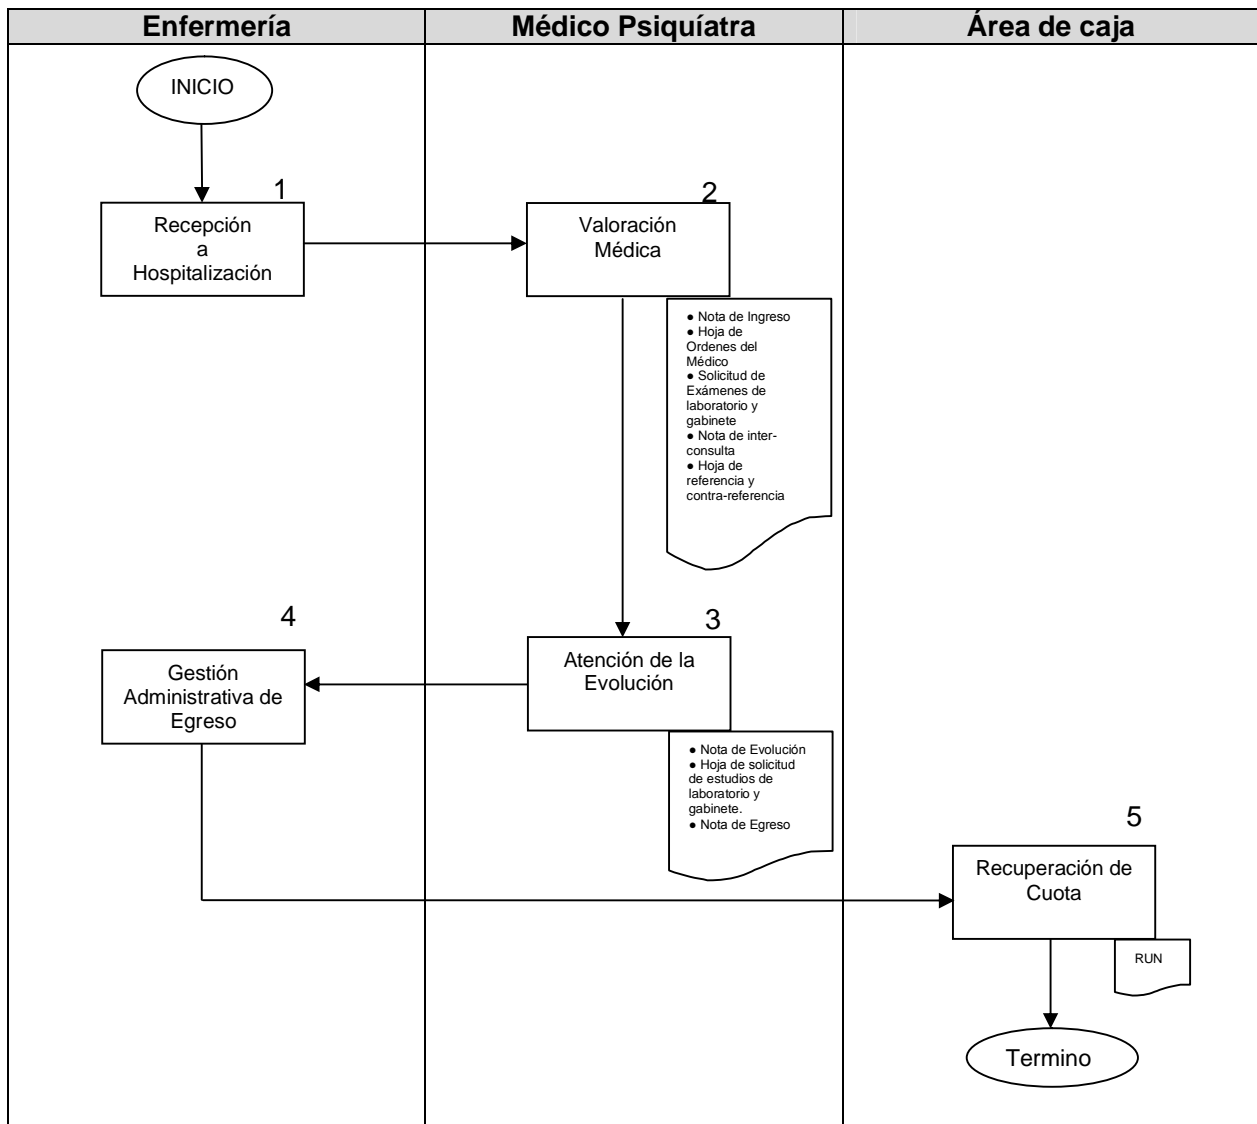 Enfermería
Médico Psiquíatra
Área de caja
INICIO
1
Recepción
a
Hospitalización
2
Valoración
Médica
● Nota de Ingreso
● Hoja de
Ordenes del
Médico
● Solicitud de
Exámenes de
laboratorio y
gabinete
● Nota de inter-
consulta
● Hoja de
referencia y
contra-referencia
3
Atención de la
Evolución
● Nota de Evolución
● Hoja de solicitud
de estudios de
laboratorio y
gabinete.
● Nota de Egreso
4
Gestión
Administrativa de
Egreso
5
Recuperación de
Cuota
RUN
Termino